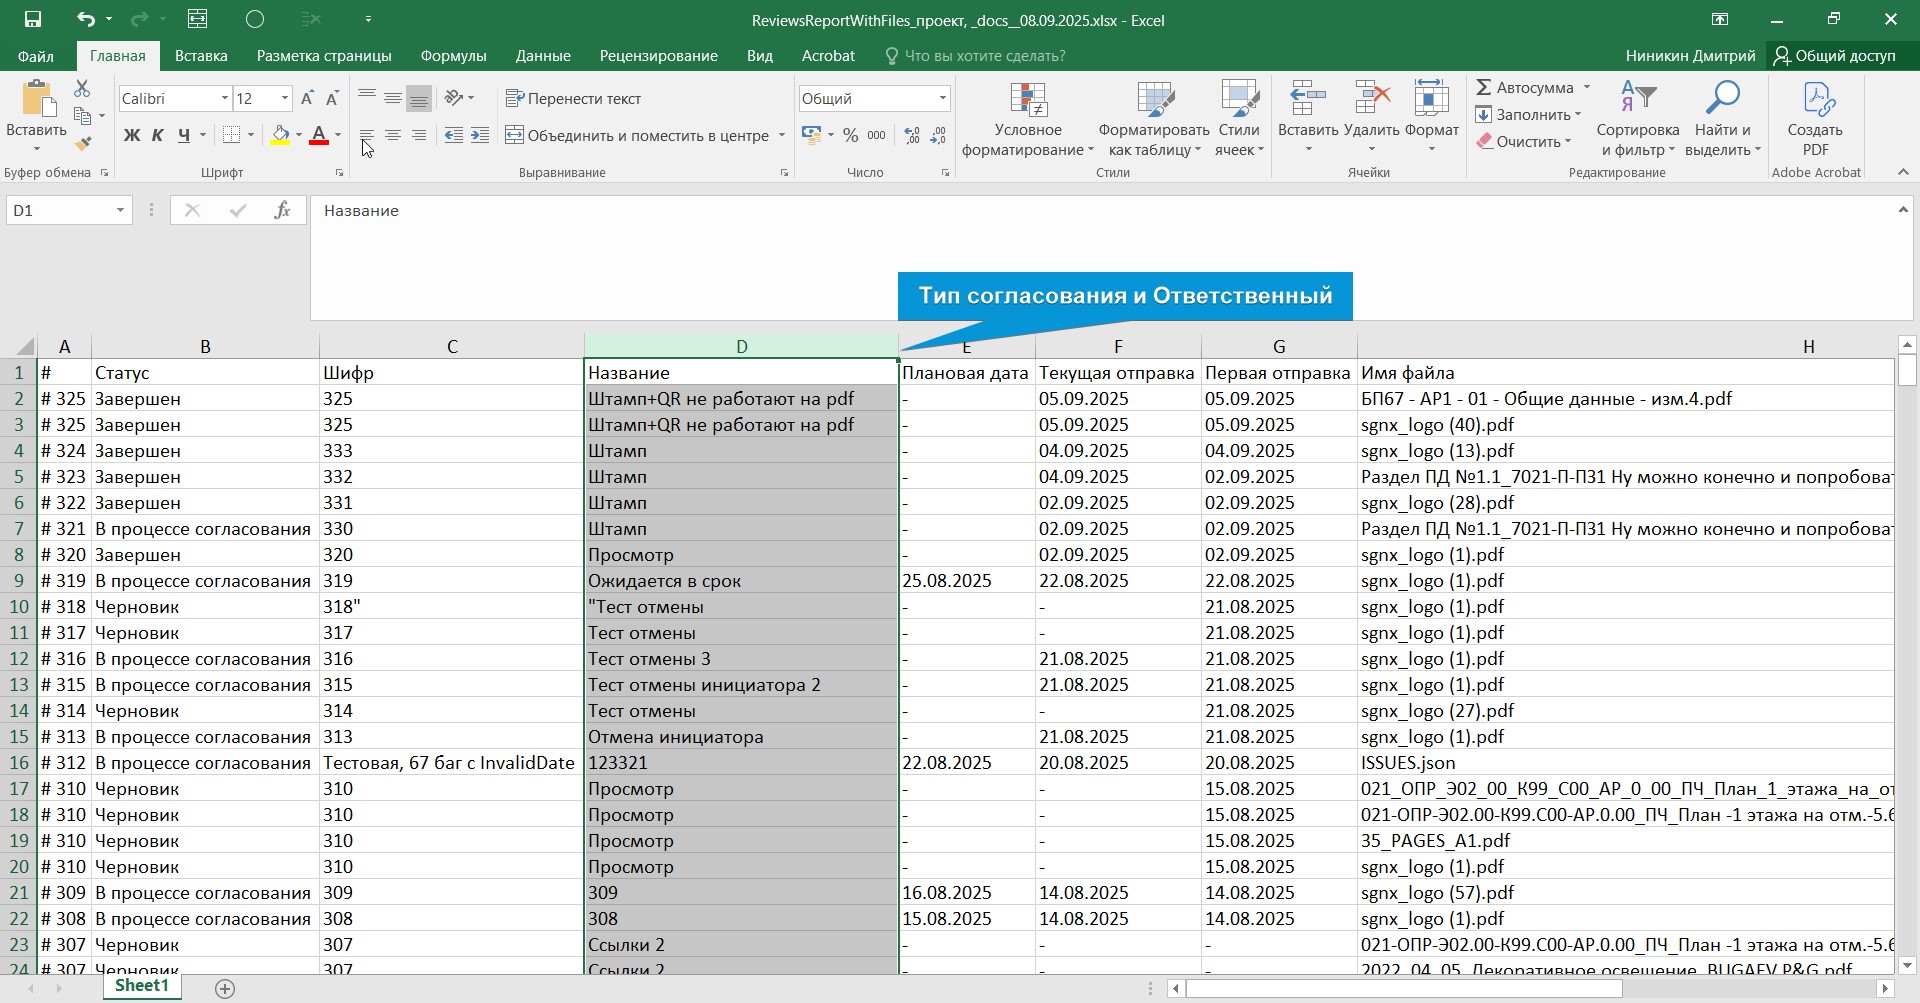 ReviewsReportWithFiles_проект, _docs__08.09.2025.xlsx - Excel
Файл Главная Вставка Разметка страницы Формулы Данные Рецензирование Вид Acrobat Что вы хотите сделать? Ниникин Дмитрий Общий доступ
Calibri 12 Перенести текст Общий
Вставить Ж К Ч А Объединить и поместить в центре % 000
Условное форматирование Форматировать как таблицу Стили ячеек Вставить Удалить Формат
Автосумма
Заполнить
Очистить
Сортировка и фильтр Найти и выделить Создать PDF
Буфер обмена Шрифт Выравнивание Число Стили Ячейки Редактирование Adobe Acrobat
D1 fx Название
Тип согласования и Ответственный
A B C D E F G H
1 # Статус Шифр Название Плановая дата Текущая отправка Первая отправка Имя файла
2 # 325 Завершен 325 Штамп+QR не работают на pdf - 05.09.2025 05.09.2025 БП67 - АР1 - 01 - Общие данные - изм.4.pdf
3 # 325 Завершен 325 Штамп+QR не работают на pdf - 05.09.2025 05.09.2025 sgnx_logo (40).pdf
4 # 324 Завершен 333 Штамп - 04.09.2025 04.09.2025 sgnx_logo (13).pdf
5 # 323 Завершен 332 Штамп - 04.09.2025 02.09.2025 Раздел ПД №1.1_7021-П-ПЗ1 Ну можно конечно и попробоват
6 # 322 Завершен 331 Штамп - 02.09.2025 02.09.2025 sgnx_logo (28).pdf
7 # 321 В процессе согласования 330 Штамп - 02.09.2025 02.09.2025 Раздел ПД №1.1_7021-П-ПЗ1 Ну можно конечно и попробоват
8 # 320 Завершен 320 Просмотр - 02.09.2025 02.09.2025 sgnx_logo (1).pdf
9 # 319 В процессе согласования 319 Ожидается в срок 25.08.2025 22.08.2025 22.08.2025 sgnx_logo (1).pdf
10 # 318 Черновик 318" "Тест отмены - - 21.08.2025 sgnx_logo (1).pdf
11 # 317 Черновик 317 Тест отмены - - 21.08.2025 sgnx_logo (1).pdf
12 # 316 В процессе согласования 316 Тест отмены 3 - 21.08.2025 21.08.2025 sgnx_logo (1).pdf
13 # 315 В процессе согласования 315 Тест отмены инициатора 2 - 21.08.2025 21.08.2025 sgnx_logo (1).pdf
14 # 314 Черновик 314 Тест отмены - - 21.08.2025 sgnx_logo (27).pdf
15 # 313 В процессе согласования 313 Отмена инициатора - 21.08.2025 21.08.2025 sgnx_logo (1).pdf
16 # 312 В процессе согласования Тестовая, 67 баг с InvalidDate 123321 22.08.2025 20.08.2025 20.08.2025 ISSUES.json
17 # 310 Черновик 310 Просмотр - - 15.08.2025 021_ОПР_Э02_00_К99_С00_АР_0_00_ПЧ_План_1_этажа_на_от
18 # 310 Черновик 310 Просмотр - - 15.08.2025 021-ОПР-Э02.00-К99.С00-АР.0.00_ПЧ_План -1 этажа на отм.-5.6
19 # 310 Черновик 310 Просмотр - - 15.08.2025 35_PAGES_A1.pdf
20 # 310 Черновик 310 Просмотр - - 15.08.2025 sgnx_logo (1).pdf
21 # 309 В процессе согласования 309 309 16.08.2025 14.08.2025 14.08.2025 sgnx_logo (57).pdf
22 # 308 В процессе согласования 308 308 15.08.2025 14.08.2025 14.08.2025 sgnx_logo (1).pdf
23 # 307 Черновик 307 Ссылки 2 - - - 021-ОПР-Э02.00-К99.С00-АР.0.00_ПЧ_План -1 этажа на отм.-5.6
24 # 307 Черновик 307 Ссылки 2 - - - 2022_04_05_Декоративное освещение_BUGAEV P&G.pdf
Sheet1